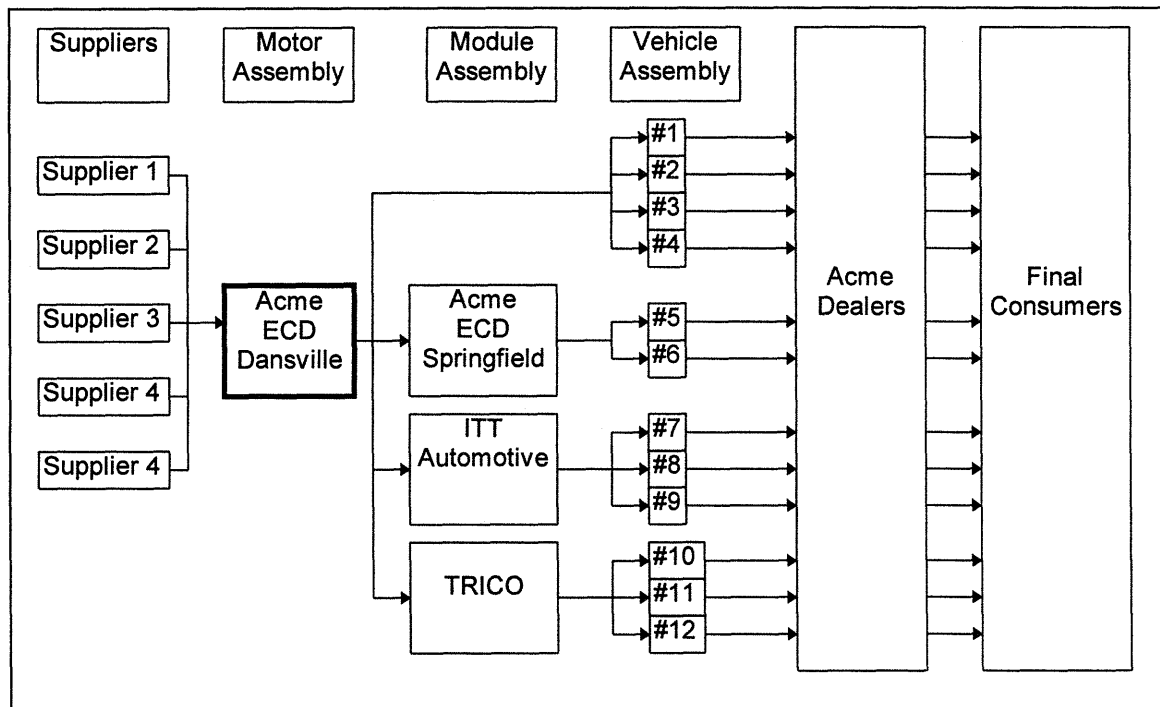 Suppliers
Motor
Assembly
Module
Assembly
Vehicle
Assembly
Supplier 1
Supplier 2
Supplier 3
Supplier 4
Supplier 4
Acme
ECD
Dansville
Acme
ECD
Springfield
ITT
Automotive
TRICO
#1
#2
#3
#4
#5
#6
#7
#8
#9
#10
#11
#12
Acme
Dealers
Final
Consumers